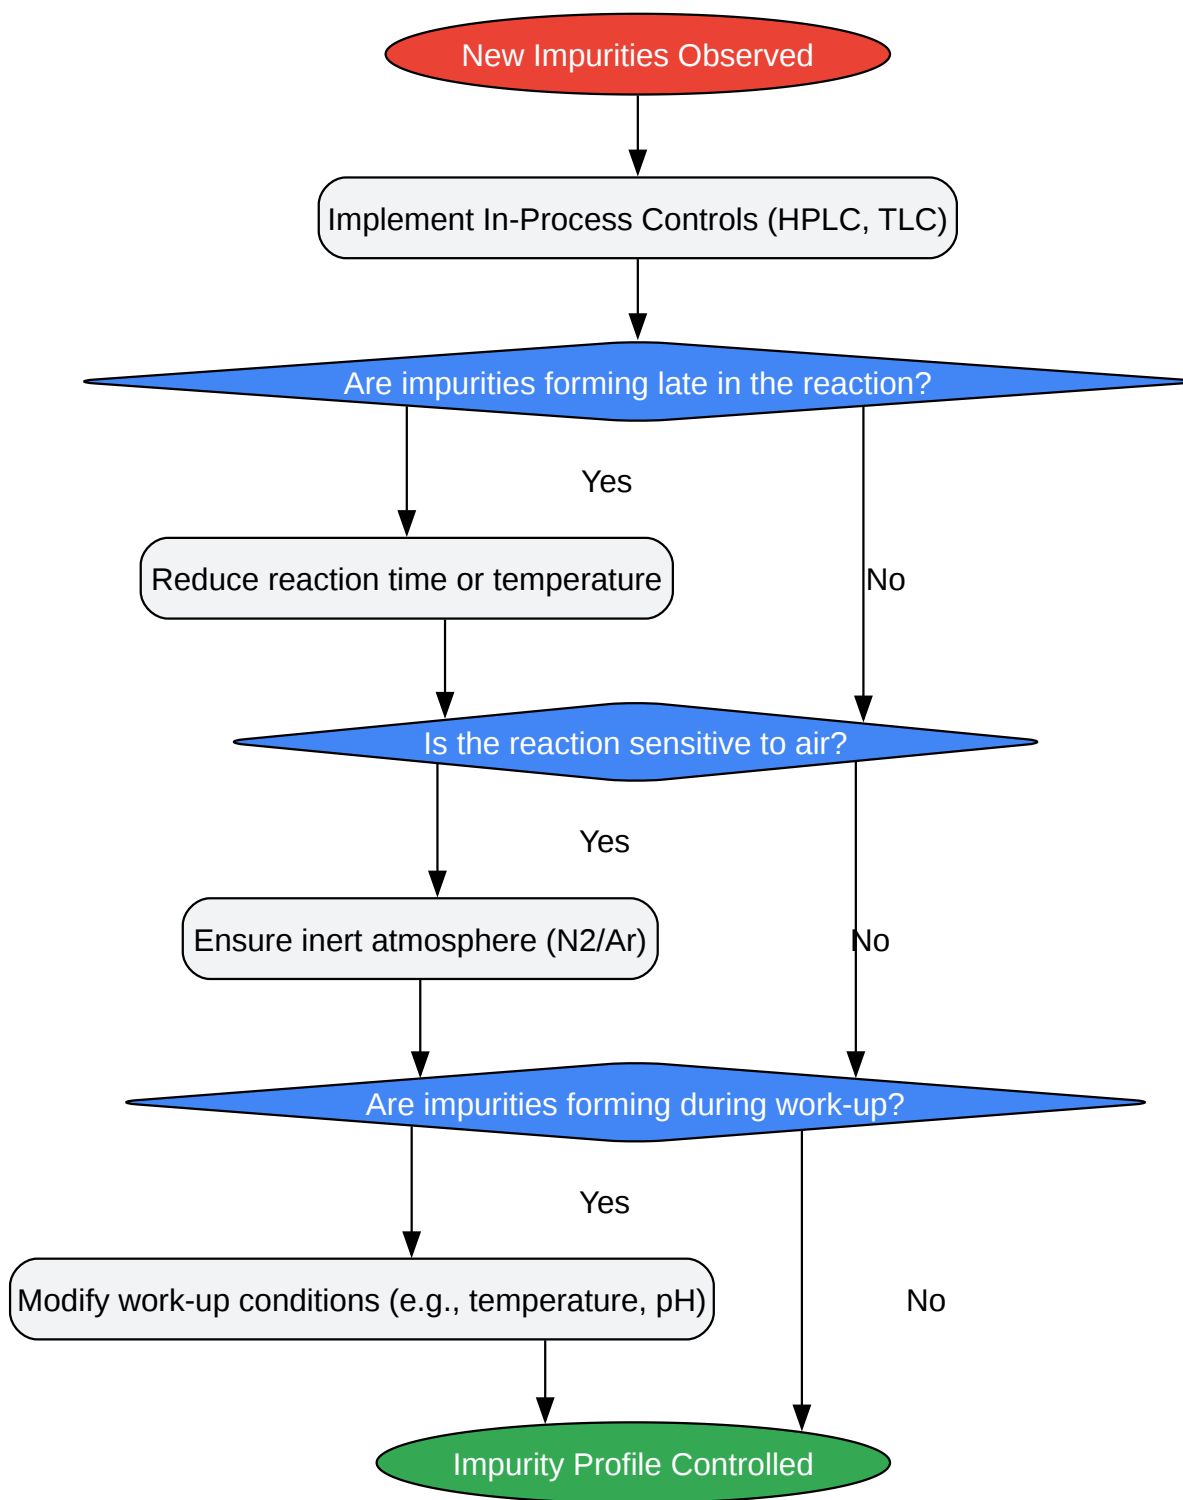 New Impurities Observed
Implement In-Process Controls (HPLC, TLC)
Are impurities forming late in the reaction?
Yes
Reduce reaction time or temperature
No
Is the reaction sensitive to air?
Yes
Ensure inert atmosphere (N2/Ar)
No
Are impurities forming during work-up?
Yes
Modify work-up conditions (e.g., temperature, pH)
No
Impurity Profile Controlled